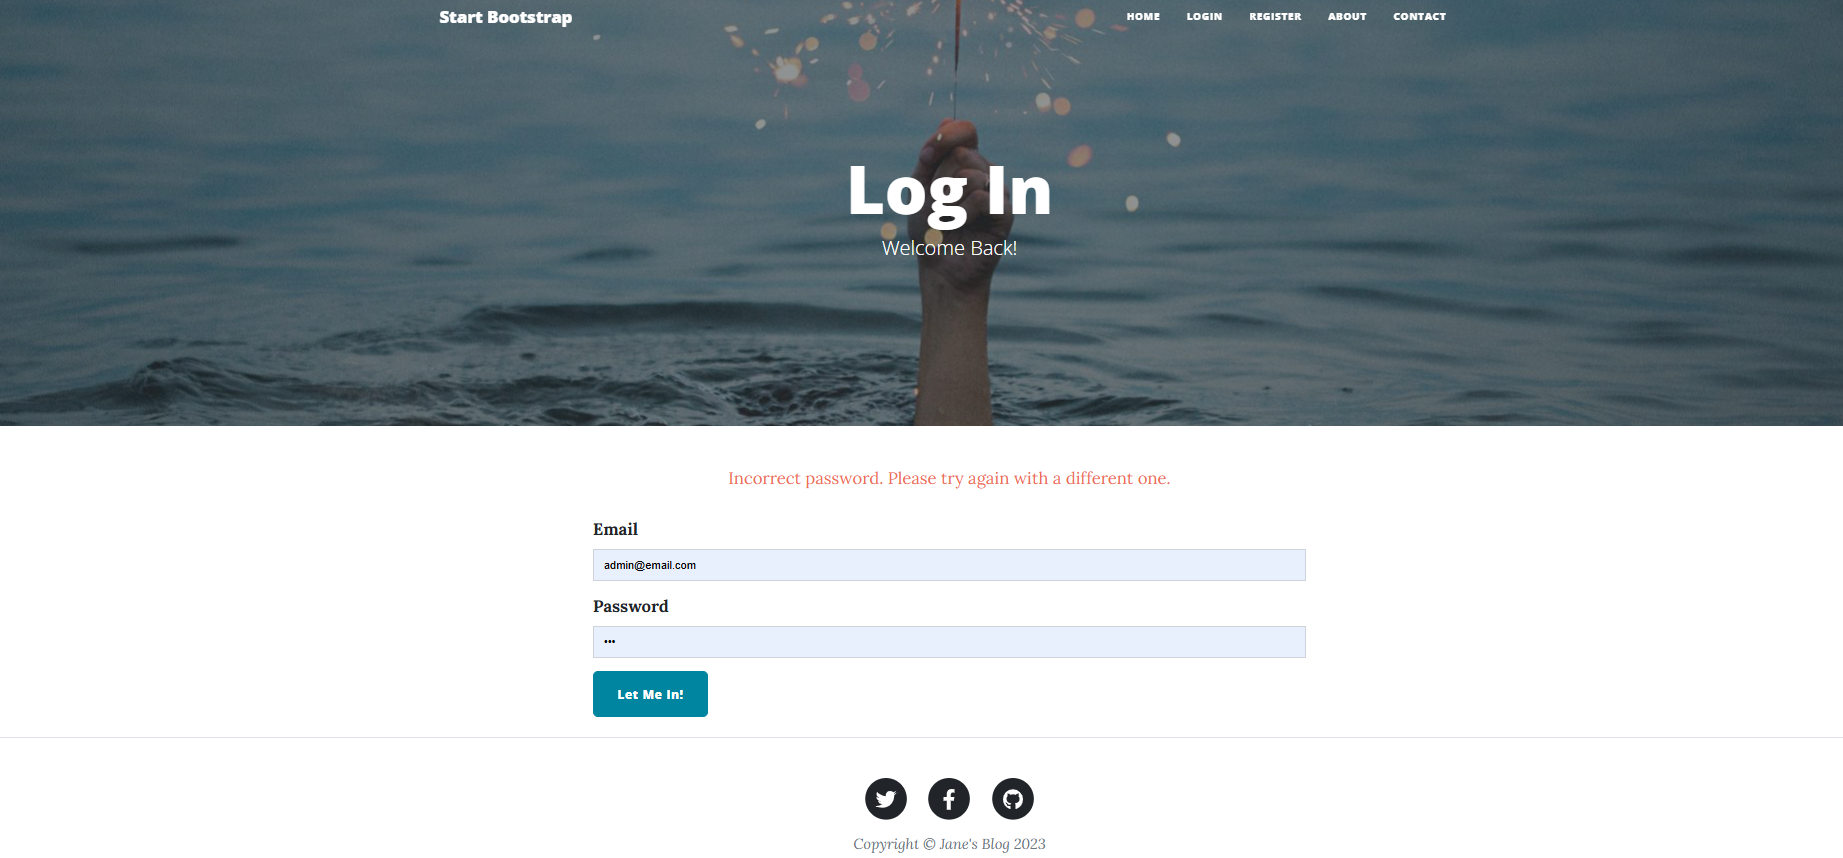 Start Bootstrap
HOME LOGIN REGISTER ABOUT CONTACT
Log In
Welcome Back!
Incorrect password. Please try again with a different one.
Email
admin@email.com
Password
•••
Let Me In!
Copyright © Jane's Blog 2023